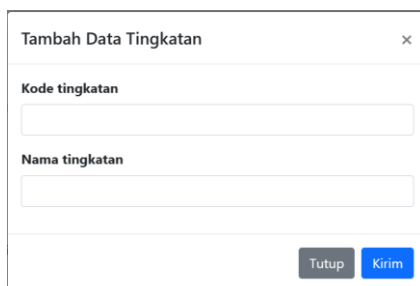 Tambah Data Tingkatan ×
Kode tingkatan
Nama tingkatan
Tutup Kirim